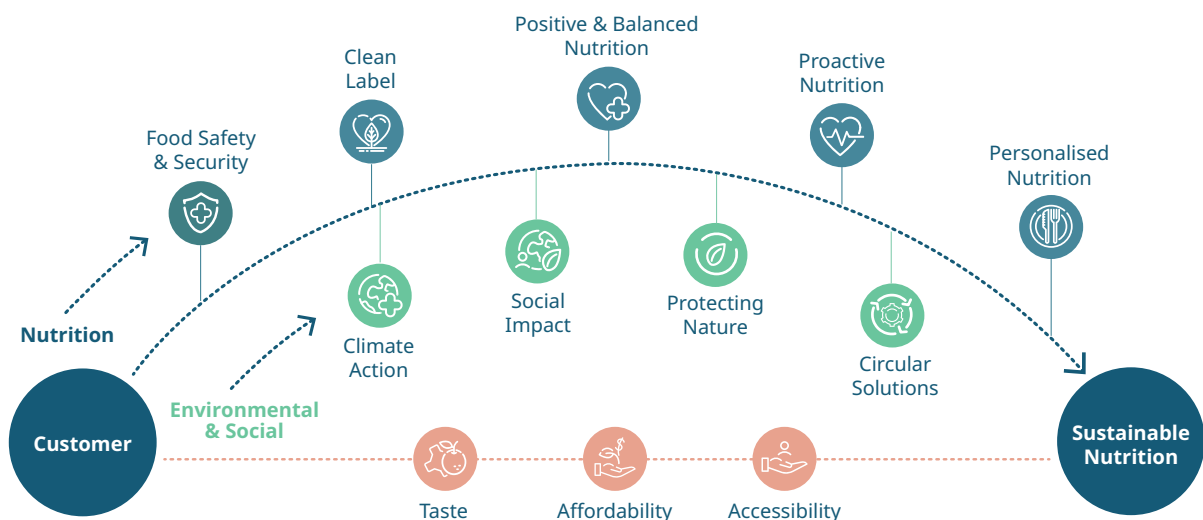 Positive & Balanced
Nutrition
Clean
Label
Proactive
Nutrition
Food Safety
& Security
Personalised
Nutrition
Social
Impact
Protecting
Nature
Nutrition
Climate
Action
Circular
Solutions
Environmental
& Social
Customer
Sustainable
Nutrition
Taste
Affordability
Accessibility